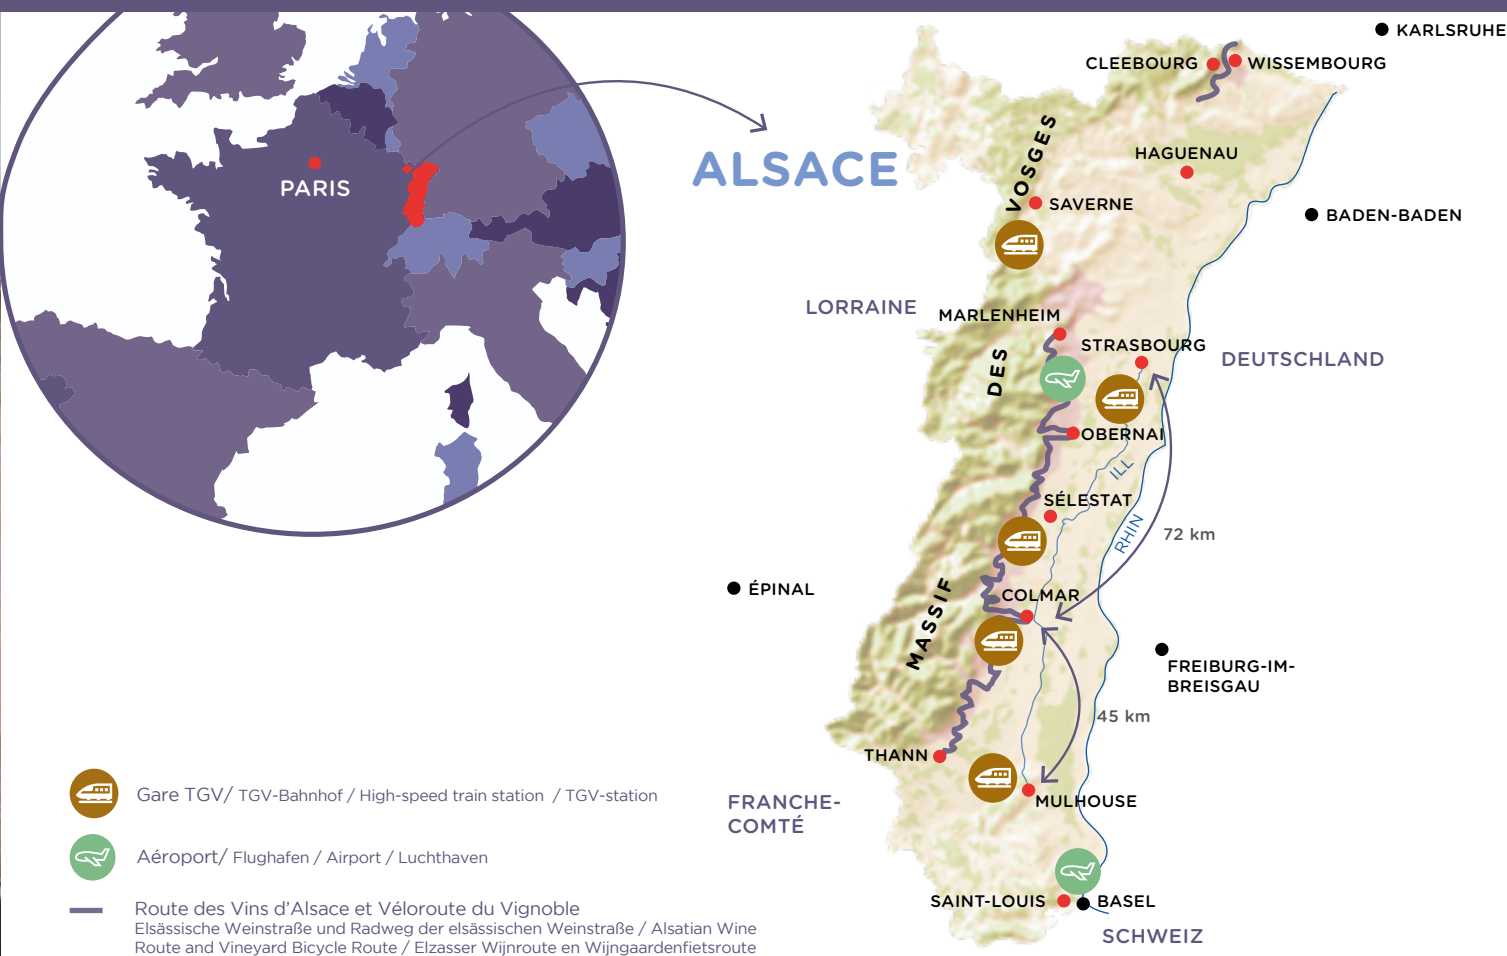 PARIS
ALSACE
KARLSRUHE
CLEEBOURG
WISSEMBOURG
HAGUENAU
VOSGES
SAVERNE
BADEN-BADEN
LORRAINE
MARLENHEIM
STRASBOURG
DES
DEUTSCHLAND
OBERNAI
ILL
SÉLESTAT
RHIN
72 km
ÉPINAL
COLMAR
MASSIF
FREIBURG-IM-
BREISGAU
45 km
THANN
FRANCHE-
COMTÉ
MULHOUSE
SAINT-LOUIS
BASEL
SCHWEIZ
Gare TGV/ TGV-Bahnhof / High-speed train station / TGV-station
Aéroport/ Flughafen / Airport / Luchthaven
Route des Vins d'Alsace et Véloroute du Vignoble
Elsässische Weinstraße und Radweg der elsässischen Weinstraße / Alsatian Wine
Route and Vineyard Bicycle Route / Elzasser Wijnroute en Wijngaardenfietsroute